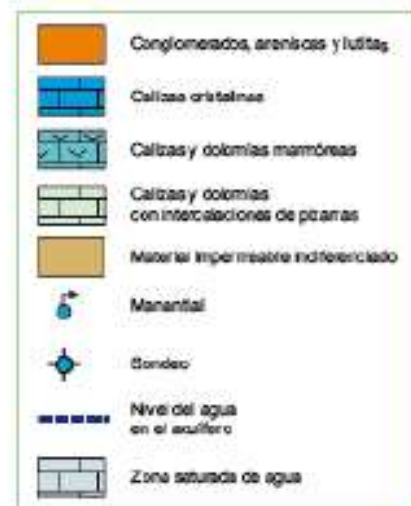 Conglomerados, areniscas y lutitas
Calizas cristalinas
Calizas y dolomías marmóreas
Calizas y dolomías
con intercalaciones de pizarras
Material impermeable indiferenciado
Manantial
Sondeo
Nivel del agua
en el acuífero
Zona saturada de agua